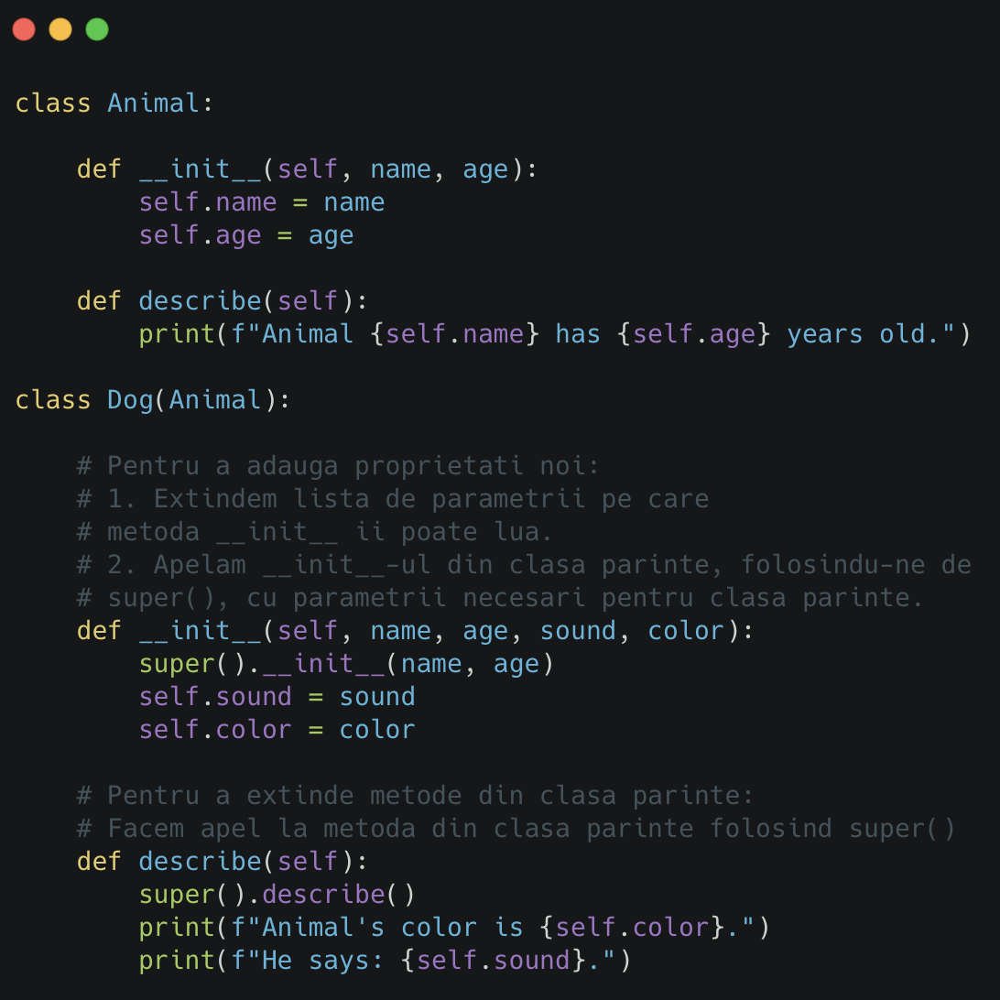 class Animal:
    def __init__(self, name, age):
        self.name = name
        self.age = age
    def describe(self):
        print(f"Animal {self.name} has {self.age} years old.")
class Dog(Animal):
    # Pentru a adauga proprietati noi:
    # 1. Extindem lista de parametrii pe care
    # metoda __init__ ii poate lua.
    # 2. Apelam __init__-ul din clasa parinte, folosindu-ne de
    # super(), cu parametrii necesari pentru clasa parinte.
    def __init__(self, name, age, sound, color):
        super().__init__(name, age)
        self.sound = sound
        self.color = color
    # Pentru a extinde metode din clasa parinte:
    # Facem apel la metoda din clasa parinte folosind super()
    def describe(self):
        super().describe()
        print(f"Animal's color is {self.color}.")
        print(f"He says: {self.sound}.")